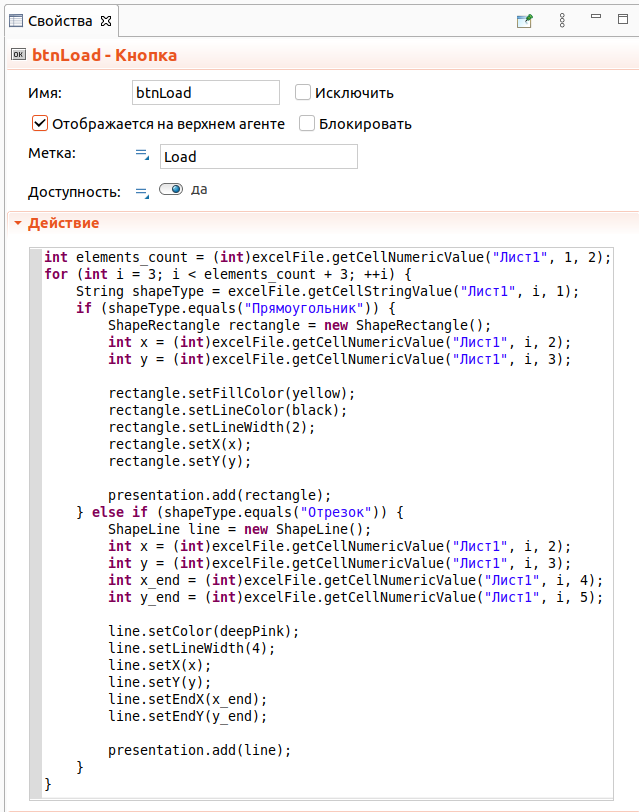 Свойства
OK btnLoad - Кнопка
Имя: btnLoad Исключить
Отображается на верхнем агенте Блокировать
Метка: Load
Доступность: да
Действие
int elements_count = (int)excelFile.getCellNumericValue("Лист1", 1, 2);
for (int i = 3; i < elements_count + 3; ++i) {
    String shapeType = excelFile.getCellStringValue("Лист1", i, 1);
    if (shapeType.equals("Прямоугольник")) {
        ShapeRectangle rectangle = new ShapeRectangle();
        int x = (int)excelFile.getCellNumericValue("Лист1", i, 2);
        int y = (int)excelFile.getCellNumericValue("Лист1", i, 3);
        rectangle.setFillColor(yellow);
        rectangle.setLineColor(black);
        rectangle.setLineWidth(2);
        rectangle.setX(x);
        rectangle.setY(y);
        presentation.add(rectangle);
    } else if (shapeType.equals("Отрезок")) {
        ShapeLine line = new ShapeLine();
        int x = (int)excelFile.getCellNumericValue("Лист1", i, 2);
        int y = (int)excelFile.getCellNumericValue("Лист1", i, 3);
        int x_end = (int)excelFile.getCellNumericValue("Лист1", i, 4);
        int y_end = (int)excelFile.getCellNumericValue("Лист1", i, 5);
        line.setColor(deepPink);
        line.setLineWidth(4);
        line.setX(x);
        line.setY(y);
        line.setEndX(x_end);
        line.setEndY(y_end);
        presentation.add(line);
    }
}